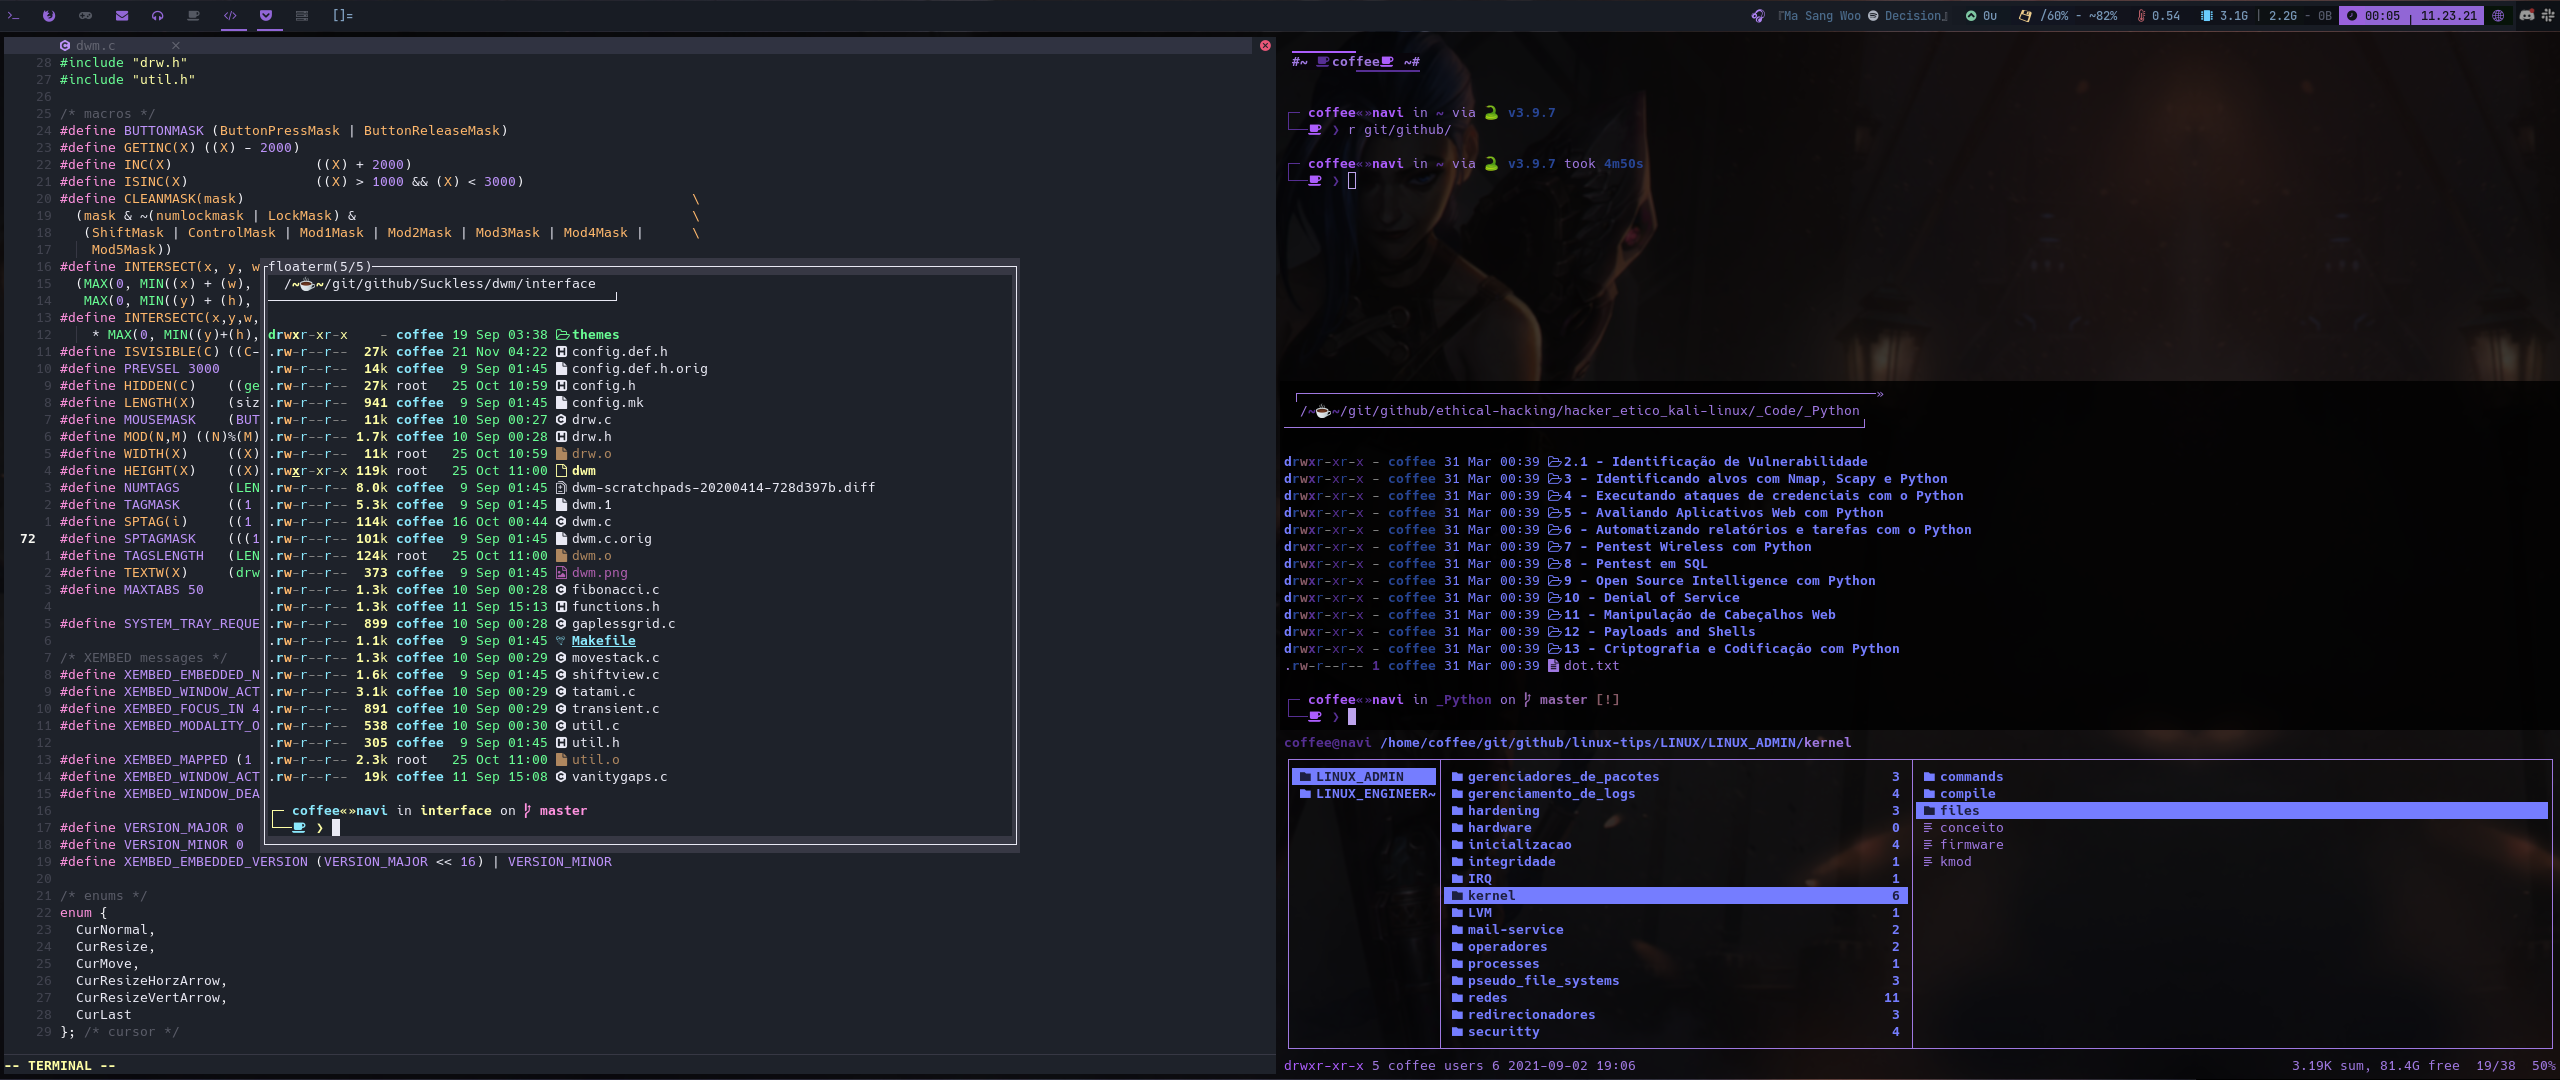 []=
『Ma Sang Woo Decision』 0∪ /60% - ~82% 0.54 3.1G | 2.2G - 0B 00:05 | 11.23.21
dwm.c ×
28 #include "drw.h"
27 #include "util.h"
26
25 /* macros */
24 #define BUTTONMASK (ButtonPressMask | ButtonReleaseMask)
23 #define GETINC(X) ((X) - 2000)
22 #define INC(X) ((X) + 2000)
21 #define ISINC(X) ((X) > 1000 && (X) < 3000)
20 #define CLEANMASK(mask) \
19 (mask & ~(numlockmask | LockMask) & \
18 (ShiftMask | ControlMask | Mod1Mask | Mod2Mask | Mod3Mask | Mod4Mask | \
17 Mod5Mask))
16 #define INTERSECT(x, y, w
15 (MAX(0, MIN((x) + (w),
14 MAX(0, MIN((y) + (h),
13 #define INTERSECTC(x,y,w,
12 * MAX(0, MIN((y)+(h),
11 #define ISVISIBLE(C) ((C-
10 #define PREVSEL 3000
9 #define HIDDEN(C) ((ge
8 #define LENGTH(X) (siz
7 #define MOUSEMASK (BUT
6 #define MOD(N,M) ((N)%(M)
5 #define WIDTH(X) ((X)
4 #define HEIGHT(X) ((X)
3 #define NUMTAGS (LEN
2 #define TAGMASK ((1
1 #define SPTAG(i) ((1
72 #define SPTAGMASK (((1
1 #define TAGSLENGTH (LEN
2 #define TEXTW(X) (drw
3 #define MAXTABS 50
4
5 #define SYSTEM_TRAY_REQUE
6
7 /* XEMBED messages */
8 #define XEMBED_EMBEDDED_N
9 #define XEMBED_WINDOW_ACT
10 #define XEMBED_FOCUS_IN 4
11 #define XEMBED_MODALITY_O
12
13 #define XEMBED_MAPPED (1
14 #define XEMBED_WINDOW_ACT
15 #define XEMBED_WINDOW_DEA
16
17 #define VERSION_MAJOR 0
18 #define VERSION_MINOR 0
19 #define XEMBED_EMBEDDED_VERSION (VERSION_MAJOR << 16) | VERSION_MINOR
20
21 /* enums */
22 enum {
23 CurNormal,
24 CurResize,
25 CurMove,
26 CurResizeHorzArrow,
27 CurResizeVertArrow,
28 CurLast
29 }; /* cursor */
-- TERMINAL --
floaterm(5/5)
/~☕~/git/github/Suckless/dwm/interface
drwxr-xr-x - coffee 19 Sep 03:38 themes
.rw-r--r-- 27k coffee 21 Nov 04:22 config.def.h
.rw-r--r-- 14k coffee 9 Sep 01:45 config.def.h.orig
.rw-r--r-- 27k root 25 Oct 10:59 config.h
.rw-r--r-- 941 coffee 9 Sep 01:45 config.mk
.rw-r--r-- 11k coffee 10 Sep 00:27 drw.c
.rw-r--r-- 1.7k coffee 10 Sep 00:28 drw.h
.rw-r--r-- 11k root 25 Oct 10:59 drw.o
.rwxr-xr-x 119k root 25 Oct 11:00 dwm
.rw-r--r-- 8.0k coffee 9 Sep 01:45 dwm-scratchpads-20200414-728d397b.diff
.rw-r--r-- 5.3k coffee 9 Sep 01:45 dwm.1
.rw-r--r-- 114k coffee 16 Oct 00:44 dwm.c
.rw-r--r-- 101k coffee 9 Sep 01:45 dwm.c.orig
.rw-r--r-- 124k root 25 Oct 11:00 dwm.o
.rw-r--r-- 373 coffee 9 Sep 01:45 dwm.png
.rw-r--r-- 1.3k coffee 10 Sep 00:28 fibonacci.c
.rw-r--r-- 1.3k coffee 11 Sep 15:13 functions.h
.rw-r--r-- 899 coffee 10 Sep 00:28 gaplessgrid.c
.rw-r--r-- 1.1k coffee 9 Sep 01:45 Makefile
.rw-r--r-- 1.3k coffee 10 Sep 00:29 movestack.c
.rw-r--r-- 1.6k coffee 9 Sep 01:45 shiftview.c
.rw-r--r-- 3.1k coffee 10 Sep 00:29 tatami.c
.rw-r--r-- 891 coffee 10 Sep 00:29 transient.c
.rw-r--r-- 538 coffee 10 Sep 00:30 util.c
.rw-r--r-- 305 coffee 9 Sep 01:45 util.h
.rw-r--r-- 2.3k root 25 Oct 11:00 util.o
.rw-r--r-- 19k coffee 11 Sep 15:08 vanitygaps.c
coffee«»navi in interface on master
❯
#~ coffee ~#
coffee«»navi in ~ via v3.9.7
❯ r git/github/
coffee«»navi in ~ via v3.9.7 took 4m50s
❯
»
/~☕~/git/github/ethical-hacking/hacker_etico_kali-linux/_Code/_Python
drwxr-xr-x - coffee 31 Mar 00:39 2.1 - Identificação de Vulnerabilidade
drwxr-xr-x - coffee 31 Mar 00:39 3 - Identificando alvos com Nmap, Scapy e Python
drwxr-xr-x - coffee 31 Mar 00:39 4 - Executando ataques de credenciais com o Python
drwxr-xr-x - coffee 31 Mar 00:39 5 - Avaliando Aplicativos Web com Python
drwxr-xr-x - coffee 31 Mar 00:39 6 - Automatizando relatórios e tarefas com o Python
drwxr-xr-x - coffee 31 Mar 00:39 7 - Pentest Wireless com Python
drwxr-xr-x - coffee 31 Mar 00:39 8 - Pentest em SQL
drwxr-xr-x - coffee 31 Mar 00:39 9 - Open Source Intelligence com Python
drwxr-xr-x - coffee 31 Mar 00:39 10 - Denial of Service
drwxr-xr-x - coffee 31 Mar 00:39 11 - Manipulação de Cabeçalhos Web
drwxr-xr-x - coffee 31 Mar 00:39 12 - Payloads and Shells
drwxr-xr-x - coffee 31 Mar 00:39 13 - Criptografia e Codificação com Python
.rw-r--r-- 1 coffee 31 Mar 00:39 dot.txt
coffee«»navi in _Python on master [!]
❯
coffee@navi /home/coffee/git/github/linux-tips/LINUX/LINUX_ADMIN/kernel
LINUX_ADMIN
LINUX_ENGINEER~
gerenciadores_de_pacotes 3
gerenciamento_de_logs 4
hardening 3
hardware 0
inicializacao 4
integridade 1
IRQ 1
kernel 6
LVM 1
mail-service 2
operadores 2
processes 1
pseudo_file_systems 3
redes 11
redirecionadores 3
securitty 4
commands
compile
files
conceito
firmware
kmod
drwxr-xr-x 5 coffee users 6 2021-09-02 19:06 3.19K sum, 81.4G free 19/38 50%